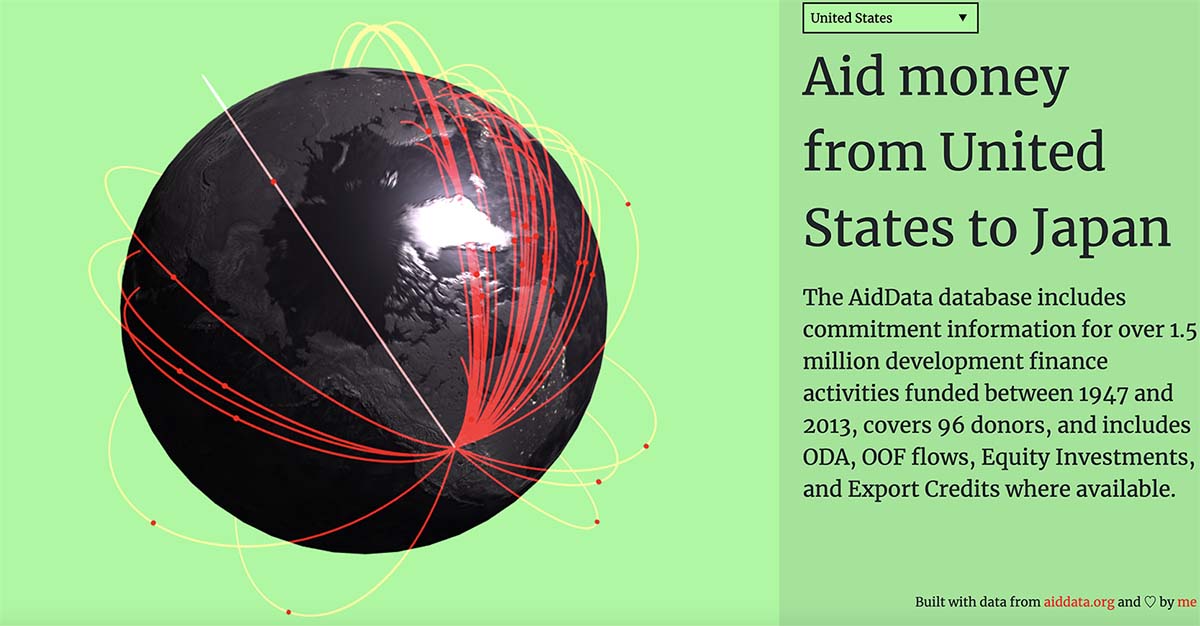 United States
Aid money
from United
States to Japan
The AidData database includes
commitment information for over 1.5
million development finance
activities funded between 1947 and
2013, covers 96 donors, and includes
ODA, OOF flows, Equity Investments,
and Export Credits where available.
Built with data from aiddata.org and ♡ by me